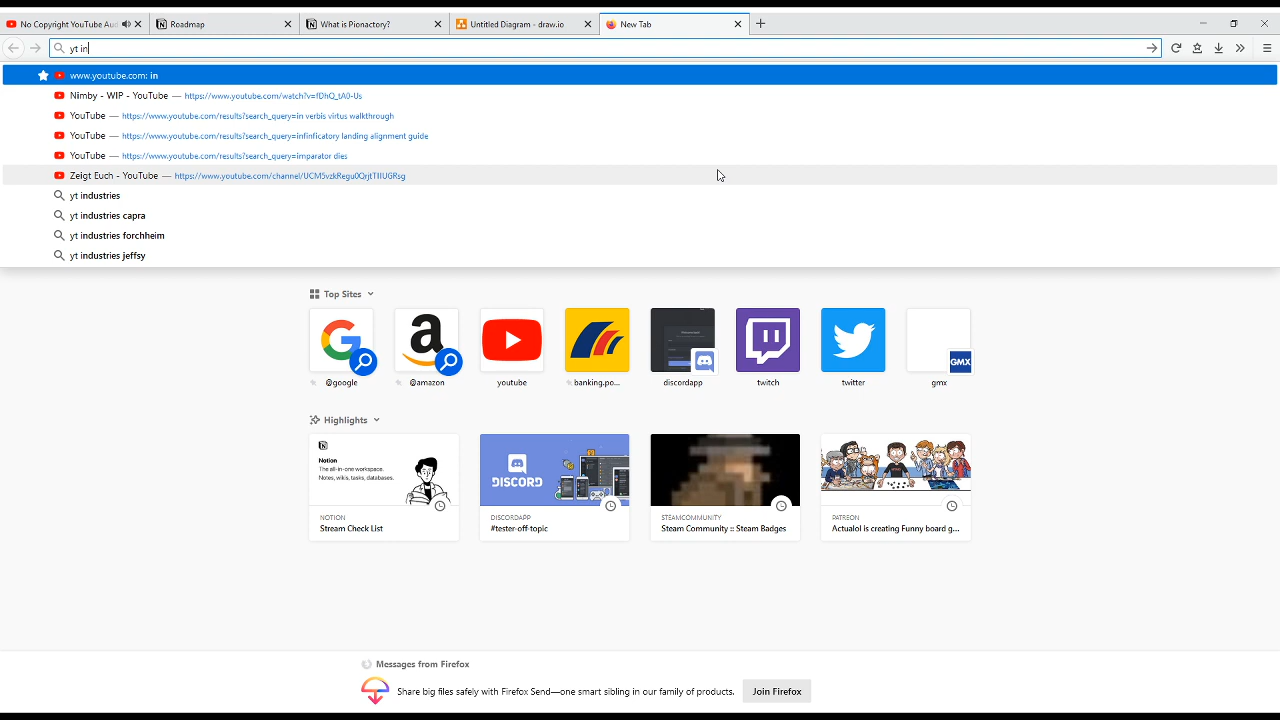 No Copyright YouTube Aud
Roadmap
What is Pionactory?
Untitled Diagram - draw.io
New Tab
yt in
www.youtube.com: in
Nimby - WIP - YouTube — https://www.youtube.com/watch?v=fDhQ_tA0-Us
YouTube — https://www.youtube.com/results?search_query=in verbis virtus walkthrough
YouTube — https://www.youtube.com/results?search_query=infinficatory landing alignment guide
YouTube — https://www.youtube.com/results?search_query=imparator dies
Zeigt Euch - YouTube — https://www.youtube.com/channel/UCM5vzkRegu0QrjtTIIUGRsg
yt industries
yt industries capra
yt industries forchheim
yt industries jeffsy
Top Sites
@google
@amazon
youtube
banking.po...
discordapp
twitch
twitter
GMX
gmx
Highlights
Notion
The all-in-one workspace.
Notes, wikis, tasks, databases.
DISCORD
NOTION
Stream Check List
DISCORDAPP
#tester-off-topic
STEAMCOMMUNITY
Steam Community :: Steam Badges
PATREON
Actualol is creating Funny board g...
Messages from Firefox
Share big files safely with Firefox Send—one smart sibling in our family of products.
Join Firefox